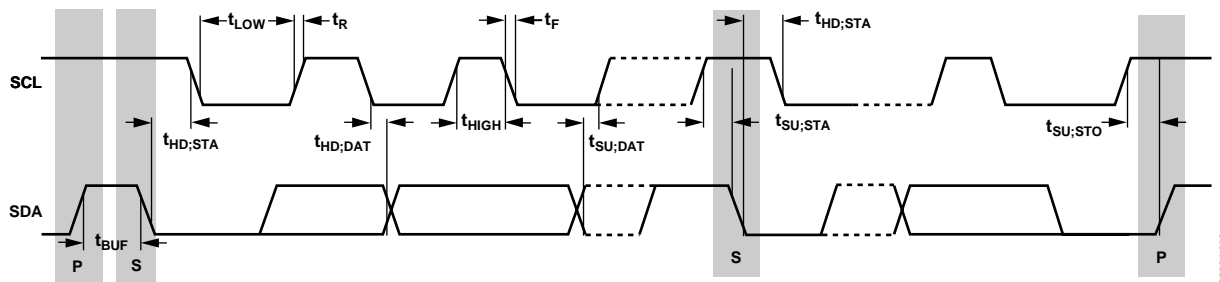 tLOW tR tF tHD;STA
SCL
tHD;STA tHD;DAT tHIGH tSU;DAT tSU;STA tSU;STO
SDA
tBUF
P S S P